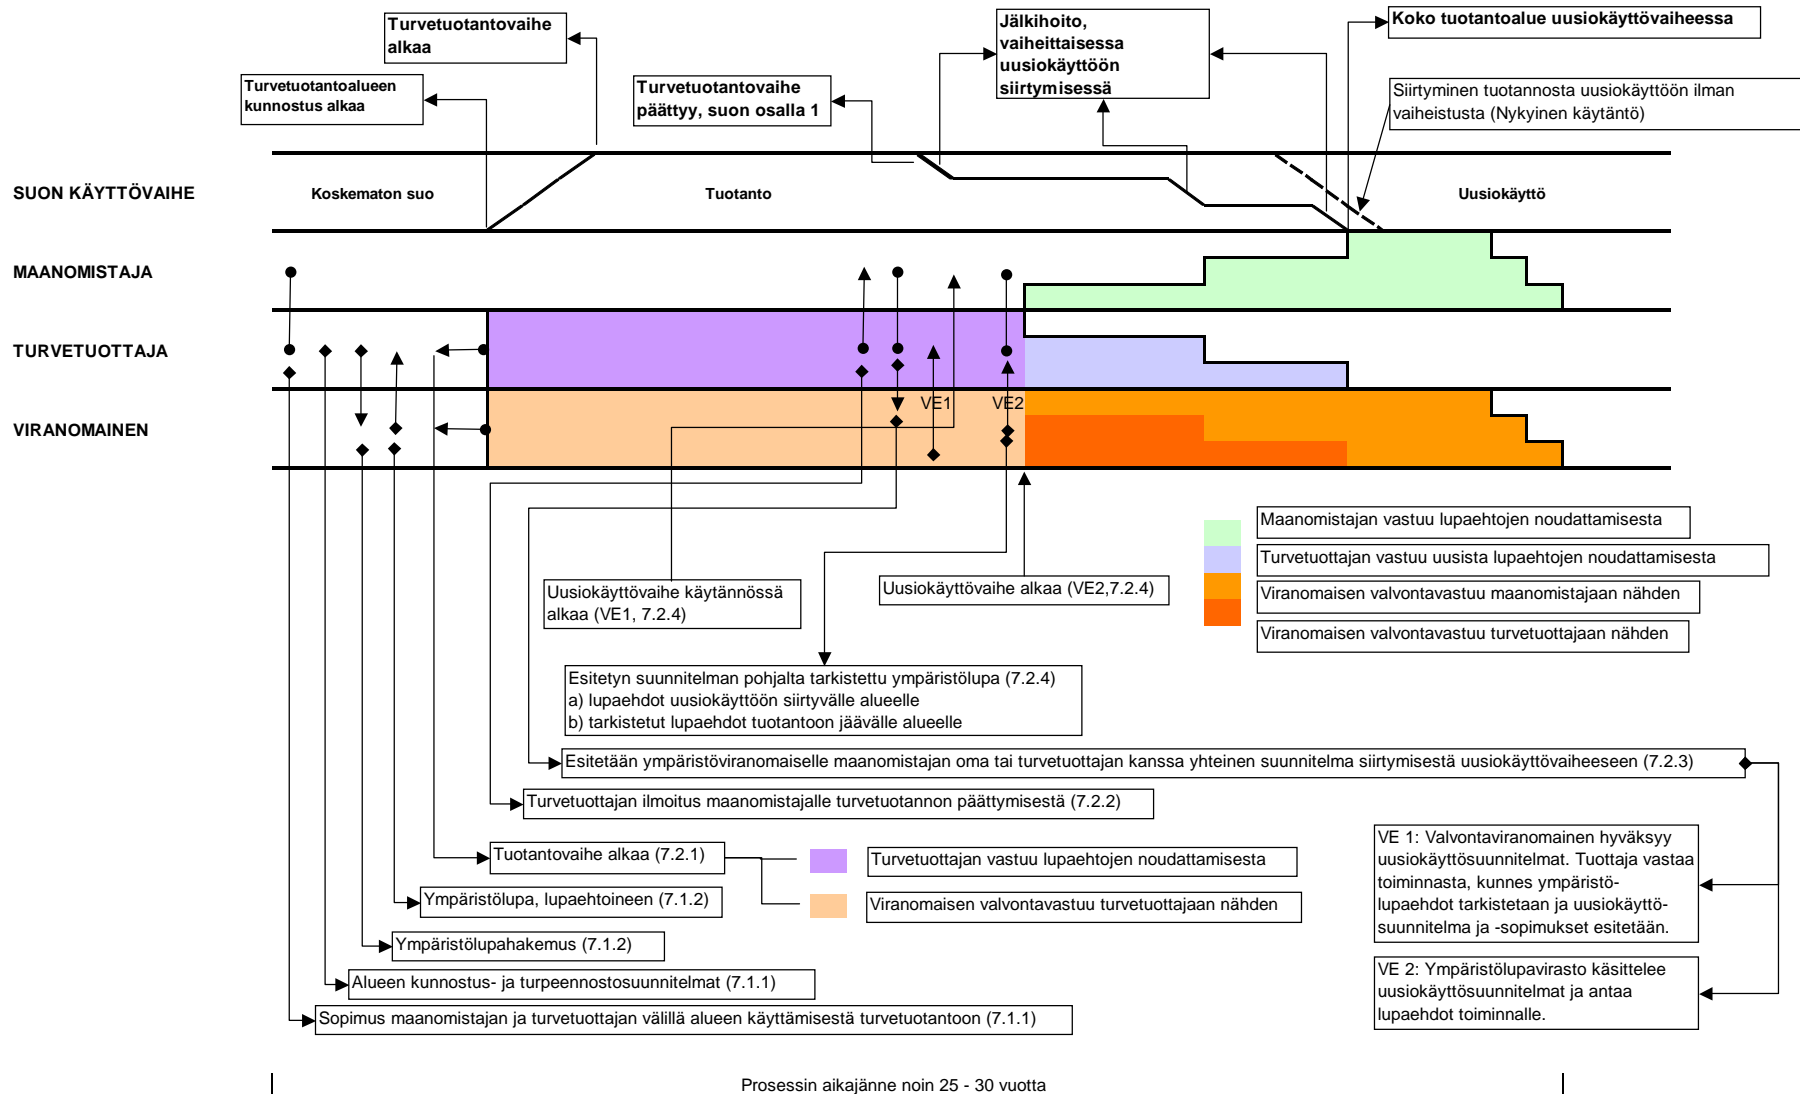 Turvetuotantovaihe
alkaa
Jälkihoito,
vaiheittaisessa
uusiokäyttöön
siirtymisessä
Koko tuotantoalue uusiokäyttövaiheessa
Turvetuotantoalueen
kunnostus alkaa
Turvetuotantovaihe
päättyy, suon osalla 1
Siirtyminen tuotannosta uusiokäyttöön ilman
vaiheistusta (Nykyinen käytäntö)
SUON KÄYTTÖVAIHE
Koskematon suo
Tuotanto
Uusiokäyttö
MAANOMISTAJA
TURVETUOTTAJA
VE1
VE2
VIRANOMAINEN
Maanomistajan vastuu lupaehtojen noudattamisesta
Turvetuottajan vastuu uusista lupaehtojen noudattamisesta
Viranomaisen valvontavastuu maanomistajaan nähden
Viranomaisen valvontavastuu turvetuottajaan nähden
Uusiokäyttövaihe käytännössä
alkaa (VE1, 7.2.4)
Uusiokäyttövaihe alkaa (VE2,7.2.4)
Esitetyn suunnitelman pohjalta tarkistettu ympäristölupa (7.2.4)
a) lupaehdot uusiokäyttöön siirtyvälle alueelle
b) tarkistetut lupaehdot tuotantoon jäävälle alueelle
Esitetään ympäristöviranomaiselle maanomistajan oma tai turvetuottajan kanssa yhteinen suunnitelma siirtymisestä uusiokäyttövaiheeseen (7.2.3)
Turvetuottajan ilmoitus maanomistajalle turvetuotannon päättymisestä (7.2.2)
Tuotantovaihe alkaa (7.2.1)
Turvetuottajan vastuu lupaehtojen noudattamisesta
Ympäristölupa, lupaehtoineen (7.1.2)
Viranomaisen valvontavastuu turvetuottajaan nähden
Ympäristölupahakemus (7.1.2)
Alueen kunnostus- ja turpeennostosuunnitelmat (7.1.1)
Sopimus maanomistajan ja turvetuottajan välillä alueen käyttämisestä turvetuotantoon (7.1.1)
VE 1: Valvontaviranomainen hyväksyy
uusiokäyttösuunnitelmat. Tuottaja vastaa
toiminnasta, kunnes ympäristö-
lupaehdot tarkistetaan ja uusiokäyttö-
suunnitelma ja -sopimukset esitetään.
VE 2: Ympäristölupavirasto käsittelee
uusiokäyttösuunnitelmat ja antaa
lupaehdot toiminnalle.
Prosessin aikajänne noin 25 - 30 vuotta